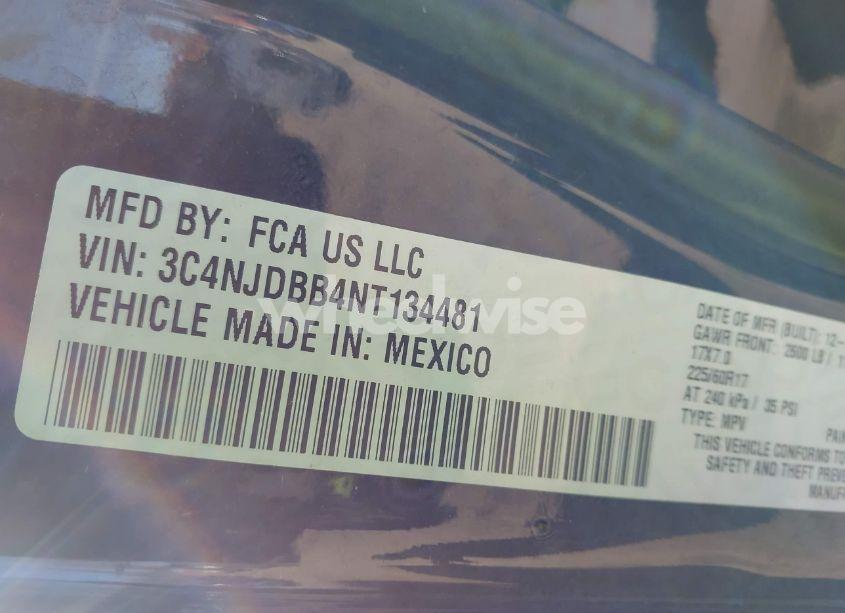 MFD BY: FCA US LLC
VIN: 3C4NJDBB4NT134481
VEHICLE MADE IN: MEXICO
wheelwise
DATE OF MFR (BUILT): 12-
GAWR FRONT: 2600 LB /
17X7.0
225/60R17
AT 240 kPa / 35 PSI
TYPE: MPV
THIS VEHICLE CONFORMS TO
SAFETY AND THEFT